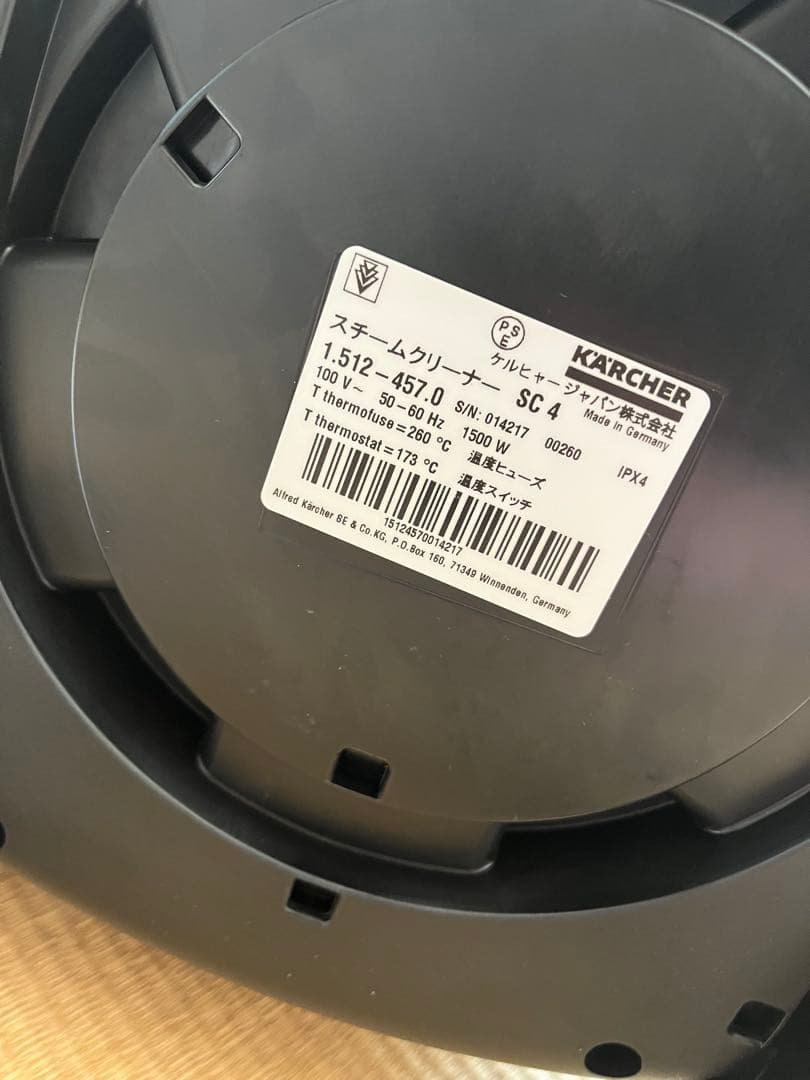 PSE
KÄRCHER
スチームクリーナー SC 4 ケルヒャー ジャパン株式会社
1.512-457.0 S/N: 014217 00260 Made in Germany
100 V~ 50-60 Hz 1500 W IPX4
T thermofuse=260 °C 温度ヒューズ
T thermostat=173 °C 温度スイッチ
15124570014217
Alfred Kärcher SE & Co.KG, P.O.Box 160, 71349 Winnenden, Germany